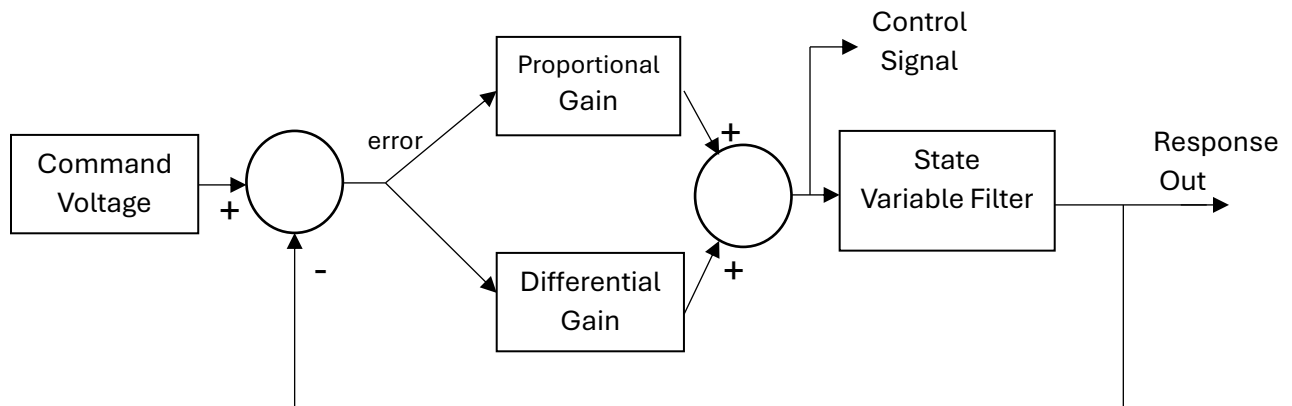 Control
Signal
Proportional
Gain
error
Command
Voltage
+
+
State
Variable Filter
Response
Out
-
+
Differential
Gain